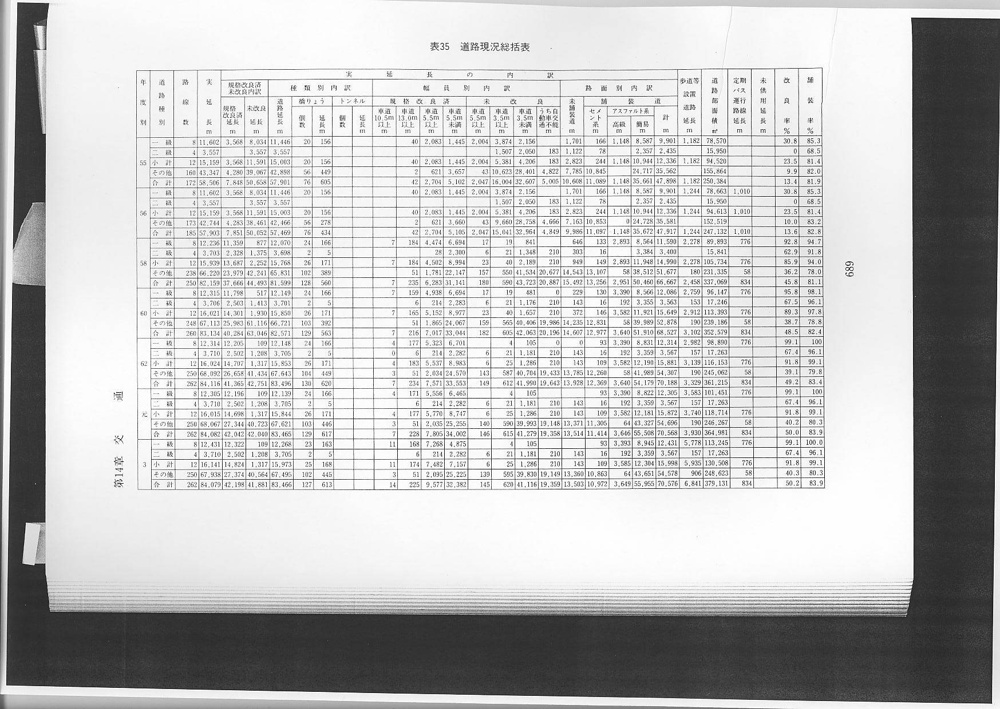 表35 道路現況総括表
年度別 道路種別 路線数 実延長 m 実延長の内訳 歩道等設置道路延長 m 道路部面積 ㎡ 定期バス運行路線延長 m 未供用延長 m 改良率 % 舗装率 %
規格改良済未改良内訳 種類別内訳 幅員別内訳 路面別内訳
規格改良済延長 m 未改良延長 m 道路延長 m 橋りょう トンネル 規格改良済 未改良 未舗装道 m 舗装道
個数 延長 m 個数 延長 m 車道10.5m以上 m 車道13.0m以上 m 車道5.5m以上 m 車道5.5m未満 m 車道5.5m以上 m 車道3.5m以上 m 車道3.5m未満 m うち自動車交通不能 m セメント系 m アスファルト系 計 m
高級 m 簡易 m
55 一級 8 11,602 3,568 8,034 11,446 20 156 40 2,083 1,445 2,004 3,874 2,156 1,701 166 1,148 8,587 9,901 1,182 78,570 30.8 85.3
二級 4 3,557 3,557 3,557 1,507 2,050 183 1,122 78 2,357 2,435 15,950 0 68.5
小計 12 15,159 3,568 11,591 15,003 20 156 40 2,083 1,445 2,004 5,381 4,206 183 2,823 244 1,148 10,944 12,336 1,182 94,520 23.5 81.4
その他 160 43,347 4,280 39,067 42,898 56 449 2 621 3,657 43 10,623 28,401 4,822 7,785 10,845 24,717 35,562 155,864 9.9 82.0
合計 172 58,506 7,848 50,658 57,901 76 605 42 2,704 5,102 2,047 16,004 32,607 5,005 10,608 11,089 1,148 35,661 47,898 1,182 250,384 13.4 81.9
56 一級 8 11,602 3,568 8,034 11,446 20 156 40 2,083 1,445 2,004 3,874 2,156 1,701 166 1,148 8,587 9,901 1,244 78,663 1,010 30.8 85.3
二級 4 3,557 3,557 3,557 1,507 2,050 183 1,122 78 2,357 2,435 15,950 0 68.5
小計 12 15,159 3,568 11,591 15,003 20 156 40 2,083 1,445 2,004 5,381 4,206 183 2,823 244 1,148 10,944 12,336 1,244 94,613 1,010 23.5 81.4
その他 173 42,744 4,283 38,461 42,466 56 278 2 621 3,660 43 9,660 28,758 4,666 7,163 10,853 0 24,728 35,581 152,519 10.0 83.2
合計 185 57,903 7,851 50,052 57,469 76 434 42 2,704 5,105 2,047 15,041 32,964 4,849 9,986 11,097 1,148 35,672 47,917 1,244 247,132 1,010 13.6 82.8
58 一級 8 12,236 11,359 877 12,070 24 166 7 184 4,474 6,694 17 19 841 646 133 2,893 8,564 11,590 2,278 89,893 776 92.8 94.7
二級 4 3,703 2,328 1,375 3,698 2 5 28 2,300 6 21 1,348 210 303 16 3,384 3,400 15,841 62.9 91.8
小計 12 15,939 13,687 2,252 15,768 26 171 7 184 4,502 8,994 23 40 2,189 210 949 149 2,893 11,948 14,990 2,278 105,734 776 85.9 94.0
その他 238 66,220 23,979 42,241 65,831 102 389 51 1,781 22,147 157 550 41,534 20,677 14,543 13,107 58 38,512 51,677 180 231,335 58 36.2 78.0
合計 250 82,159 37,666 44,493 81,599 128 560 7 235 6,283 31,141 180 590 43,723 20,887 15,492 13,256 2,951 50,460 66,667 2,458 337,069 834 45.8 81.1
60 一級 8 12,315 11,798 517 12,149 24 166 7 159 4,938 6,694 17 19 481 0 229 130 3,390 8,566 12,086 2,759 96,147 776 95.8 98.1
二級 4 3,706 2,503 1,413 3,701 2 5 6 214 2,283 6 21 1,176 210 143 16 192 3,355 3,563 153 17,246 67.5 96.1
小計 12 16,021 14,301 1,930 15,850 26 171 7 165 5,152 8,977 23 40 1,657 210 372 146 3,582 11,921 15,649 2,912 113,393 776 89.3 97.8
その他 248 67,113 25,983 61,116 66,721 103 392 51 1,865 24,067 159 565 40,406 19,986 14,235 12,831 58 39,989 52,878 190 239,186 58 38.7 78.8
合計 260 83,134 40,284 63,046 82,571 129 563 7 216 7,017 33,044 182 605 42,063 20,196 14,607 12,977 3,640 51,910 68,527 3,102 352,579 834 48.5 82.4
62 一級 8 12,314 12,205 109 12,148 24 166 4 177 5,323 6,701 4 105 0 0 93 3,390 8,831 12,314 2,982 98,890 776 99.1 100
二級 4 3,710 2,502 1,208 3,705 2 5 0 6 214 2,282 6 21 1,181 210 143 16 192 3,359 3,567 157 17,263 67.4 96.1
小計 12 16,024 14,707 1,317 15,853 26 171 4 183 5,537 8,983 6 25 1,286 210 143 109 3,582 12,190 15,881 3,139 116,153 776 91.8 99.1
その他 250 68,092 26,658 41,434 67,643 104 449 3 51 2,034 24,570 143 587 40,704 19,433 13,785 12,260 58 41,989 54,307 190 245,062 58 39.1 79.8
合計 262 84,116 41,365 42,751 83,496 130 620 7 234 7,571 33,553 149 612 41,990 19,643 13,928 12,369 3,640 54,179 70,188 3,329 361,215 834 49.2 83.4
元 一級 8 12,305 12,196 109 12,139 24 166 4 171 5,556 6,465 4 105 93 3,390 8,822 12,305 3,583 101,451 776 99.1 100
二級 4 3,710 2,502 1,208 3,705 2 5 6 214 2,282 6 21 1,181 210 143 16 192 3,359 3,567 157 17,263 67.4 96.1
小計 12 16,015 14,698 1,317 15,844 26 171 4 177 5,770 8,747 6 25 1,286 210 143 109 3,582 12,181 15,872 3,740 118,714 776 91.8 99.1
その他 250 68,067 27,344 40,723 67,621 103 446 3 51 2,035 25,255 140 590 39,993 19,148 13,371 11,305 64 43,327 54,696 190 246,267 58 40.2 80.3
合計 262 84,082 42,042 42,040 83,465 129 617 7 228 7,805 34,002 146 615 41,279 19,358 13,514 11,414 3,646 55,508 70,568 3,930 364,981 834 50.0 83.9
3 一級 8 12,431 12,322 109 12,268 23 163 11 168 7,268 4,875 4 105 93 3,393 8,945 12,431 5,778 113,245 776 99.1 100.0
二級 4 3,710 2,502 1,208 3,705 2 5 6 214 2,282 6 21 1,181 210 143 16 192 3,359 3,567 157 17,263 67.4 96.1
小計 12 16,141 14,824 1,317 15,973 25 168 11 174 7,482 7,157 6 25 1,286 210 143 109 3,585 12,304 15,998 5,935 130,508 776 91.8 99.1
その他 250 67,938 27,374 40,564 67,495 102 445 3 51 2,095 25,225 139 595 39,830 19,149 13,360 10,863 64 43,651 54,578 906 248,623 58 40.3 80.3
合計 262 84,079 42,198 41,881 83,466 127 613 14 225 9,577 32,382 145 620 41,116 19,359 13,503 10,972 3,649 55,955 70,576 6,841 379,131 834 50.2 83.9
第14章 交通
689